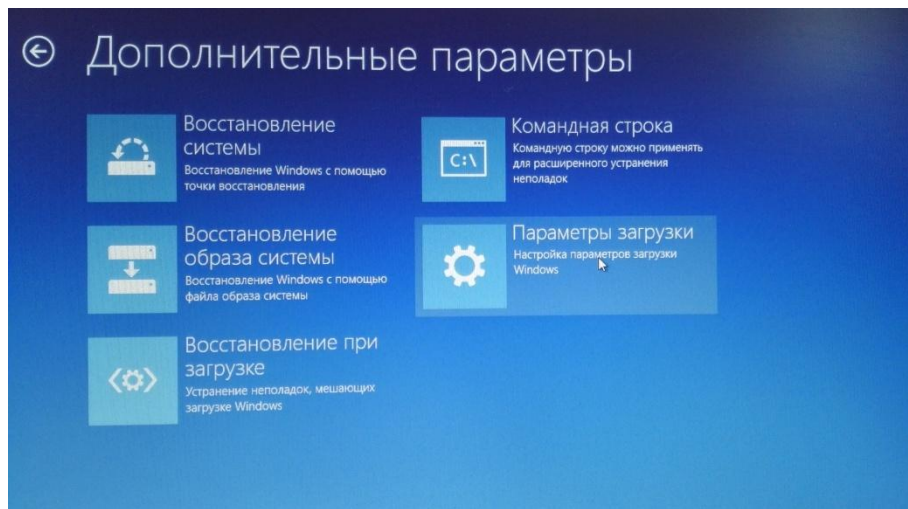 Дополнительные параметры
Восстановление
системы
Восстановление Windows с помощью
точки восстановления
Восстановление
образа системы
Восстановление Windows с помощью
файла образа системы
Восстановление при
загрузке
Устранение неполадок, мешающих
загрузке Windows
C:\
Командная строка
Командную строку можно применять
для расширенного устранения
неполадок
Параметры загрузки
Настройка параметров загрузки
Windows